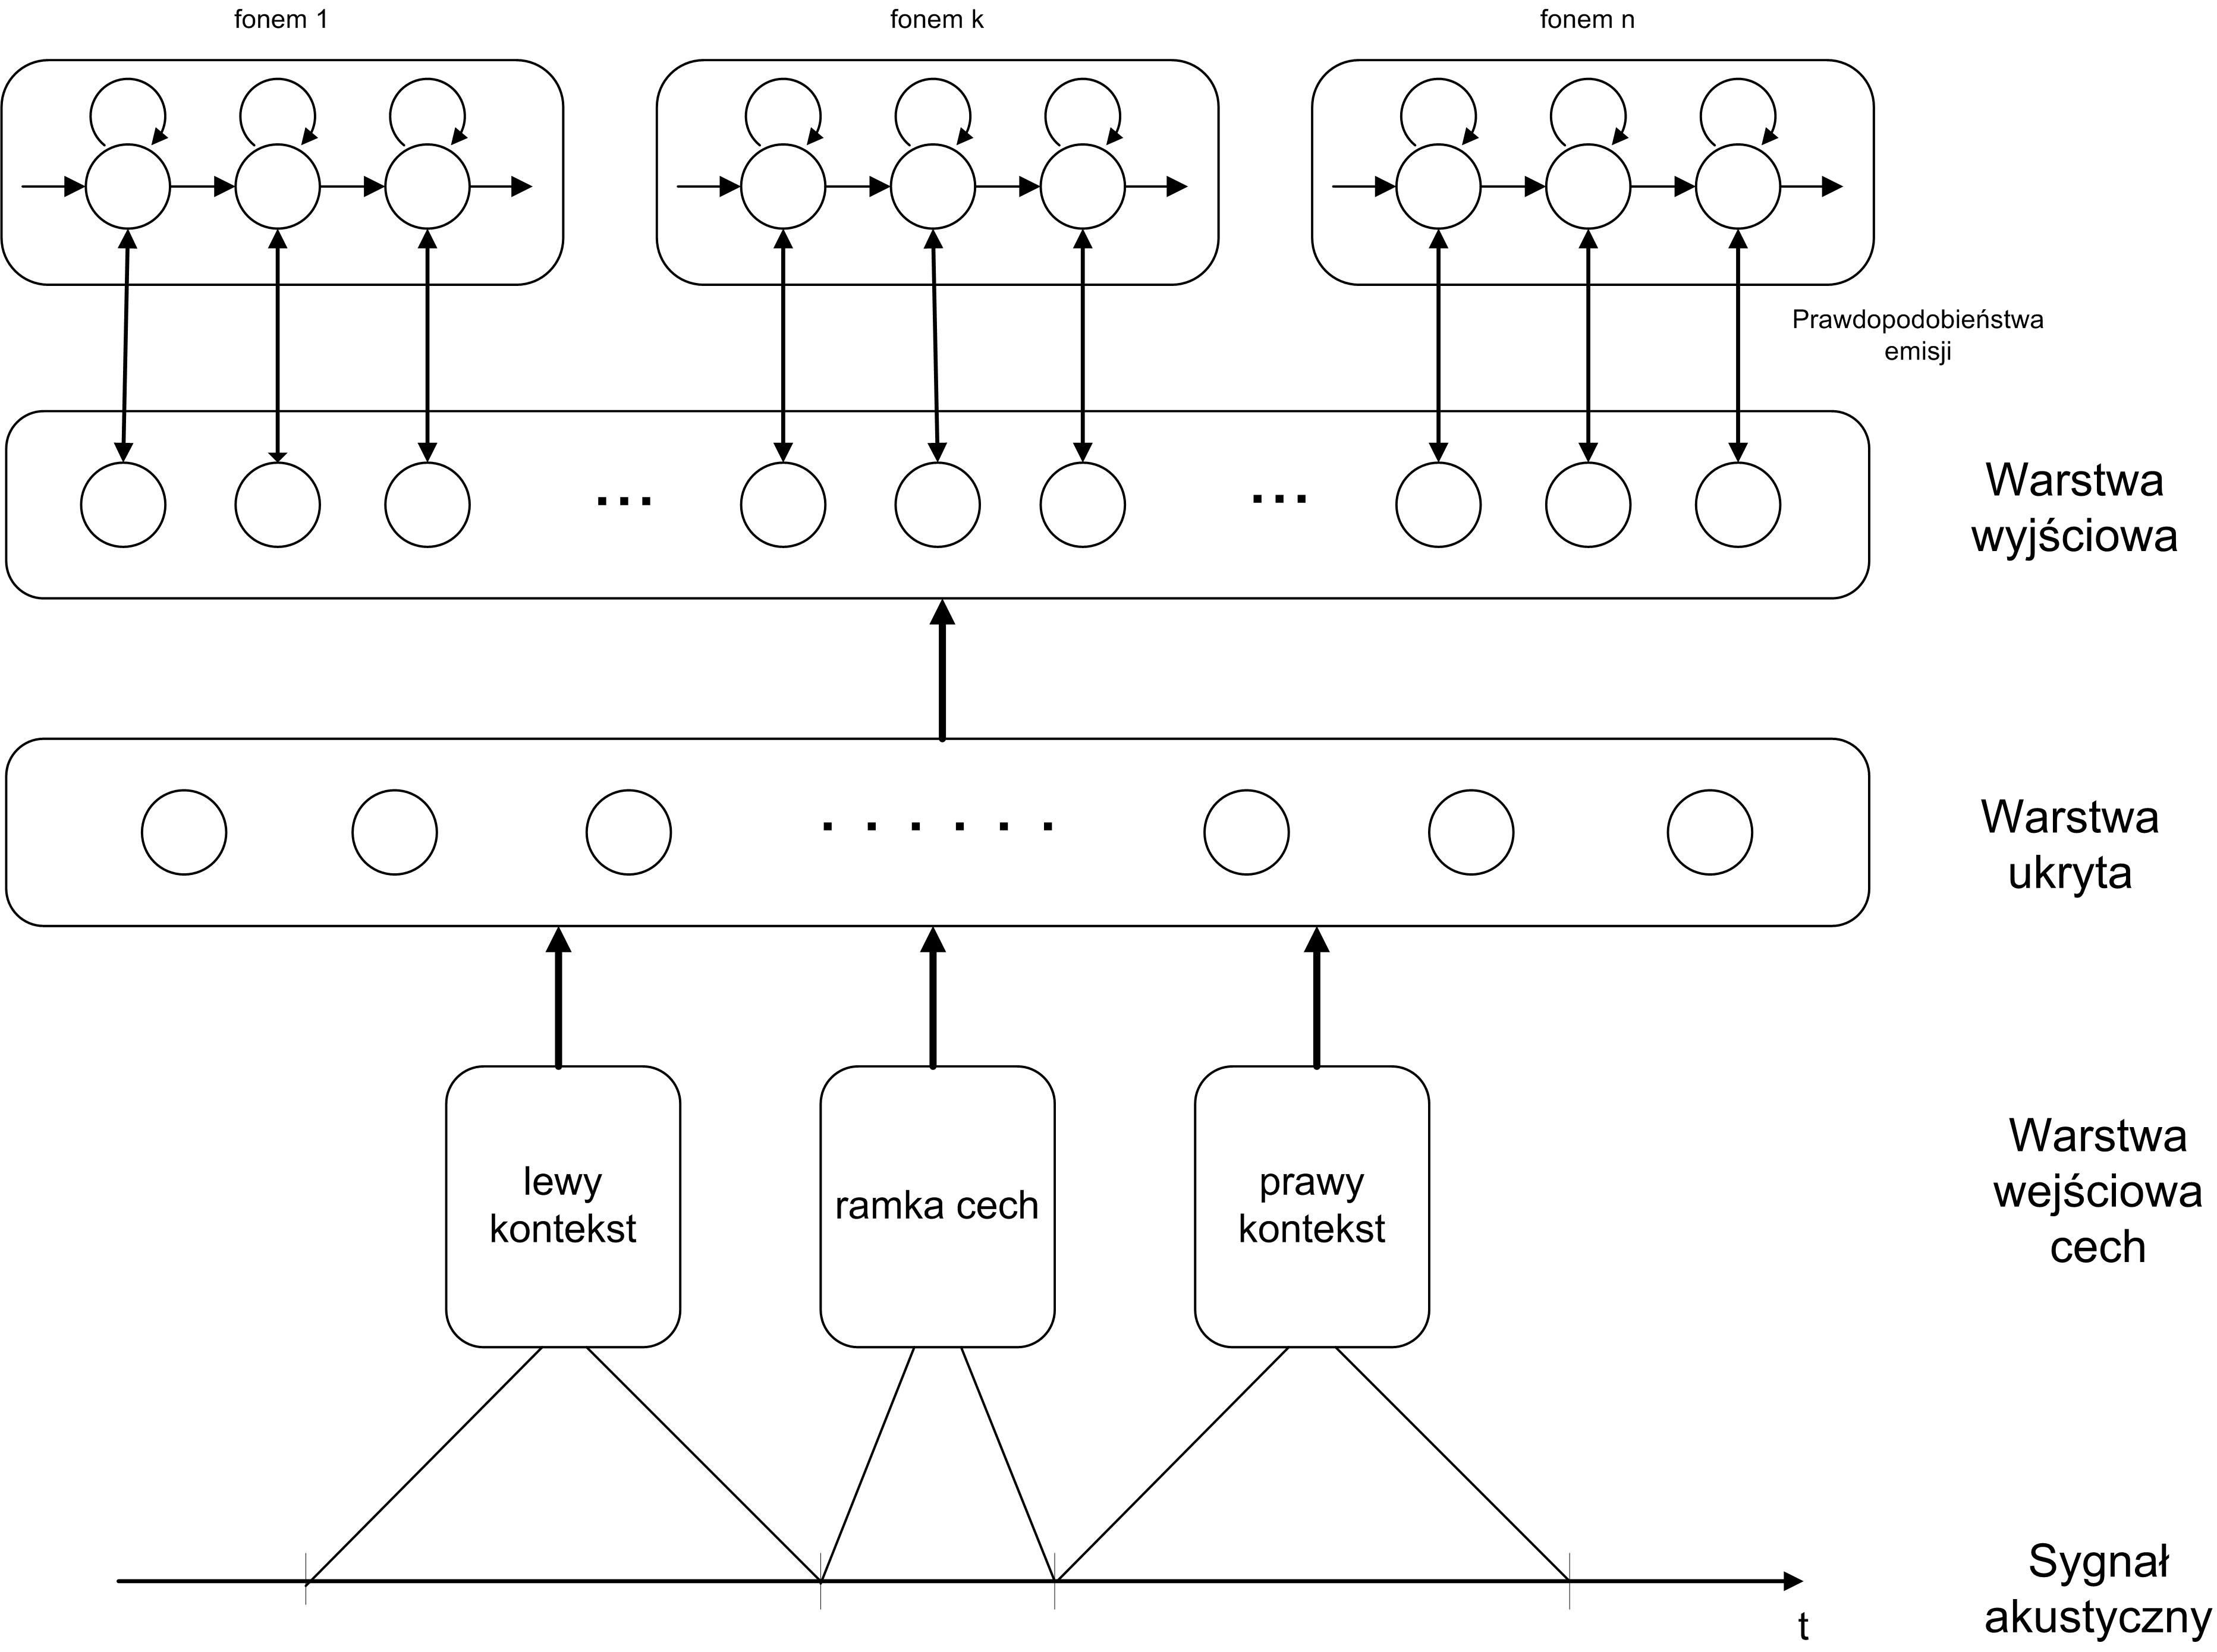 fonem 1
fonem k
fonem n
Prawdopodobieństwa
emisji
...
...
Warstwa
wyjściowa
. . . . . .
Warstwa
ukryta
lewy
kontekst
ramka cech
prawy
kontekst
Warstwa
wejściowa
cech
Sygnał
akustyczny
t